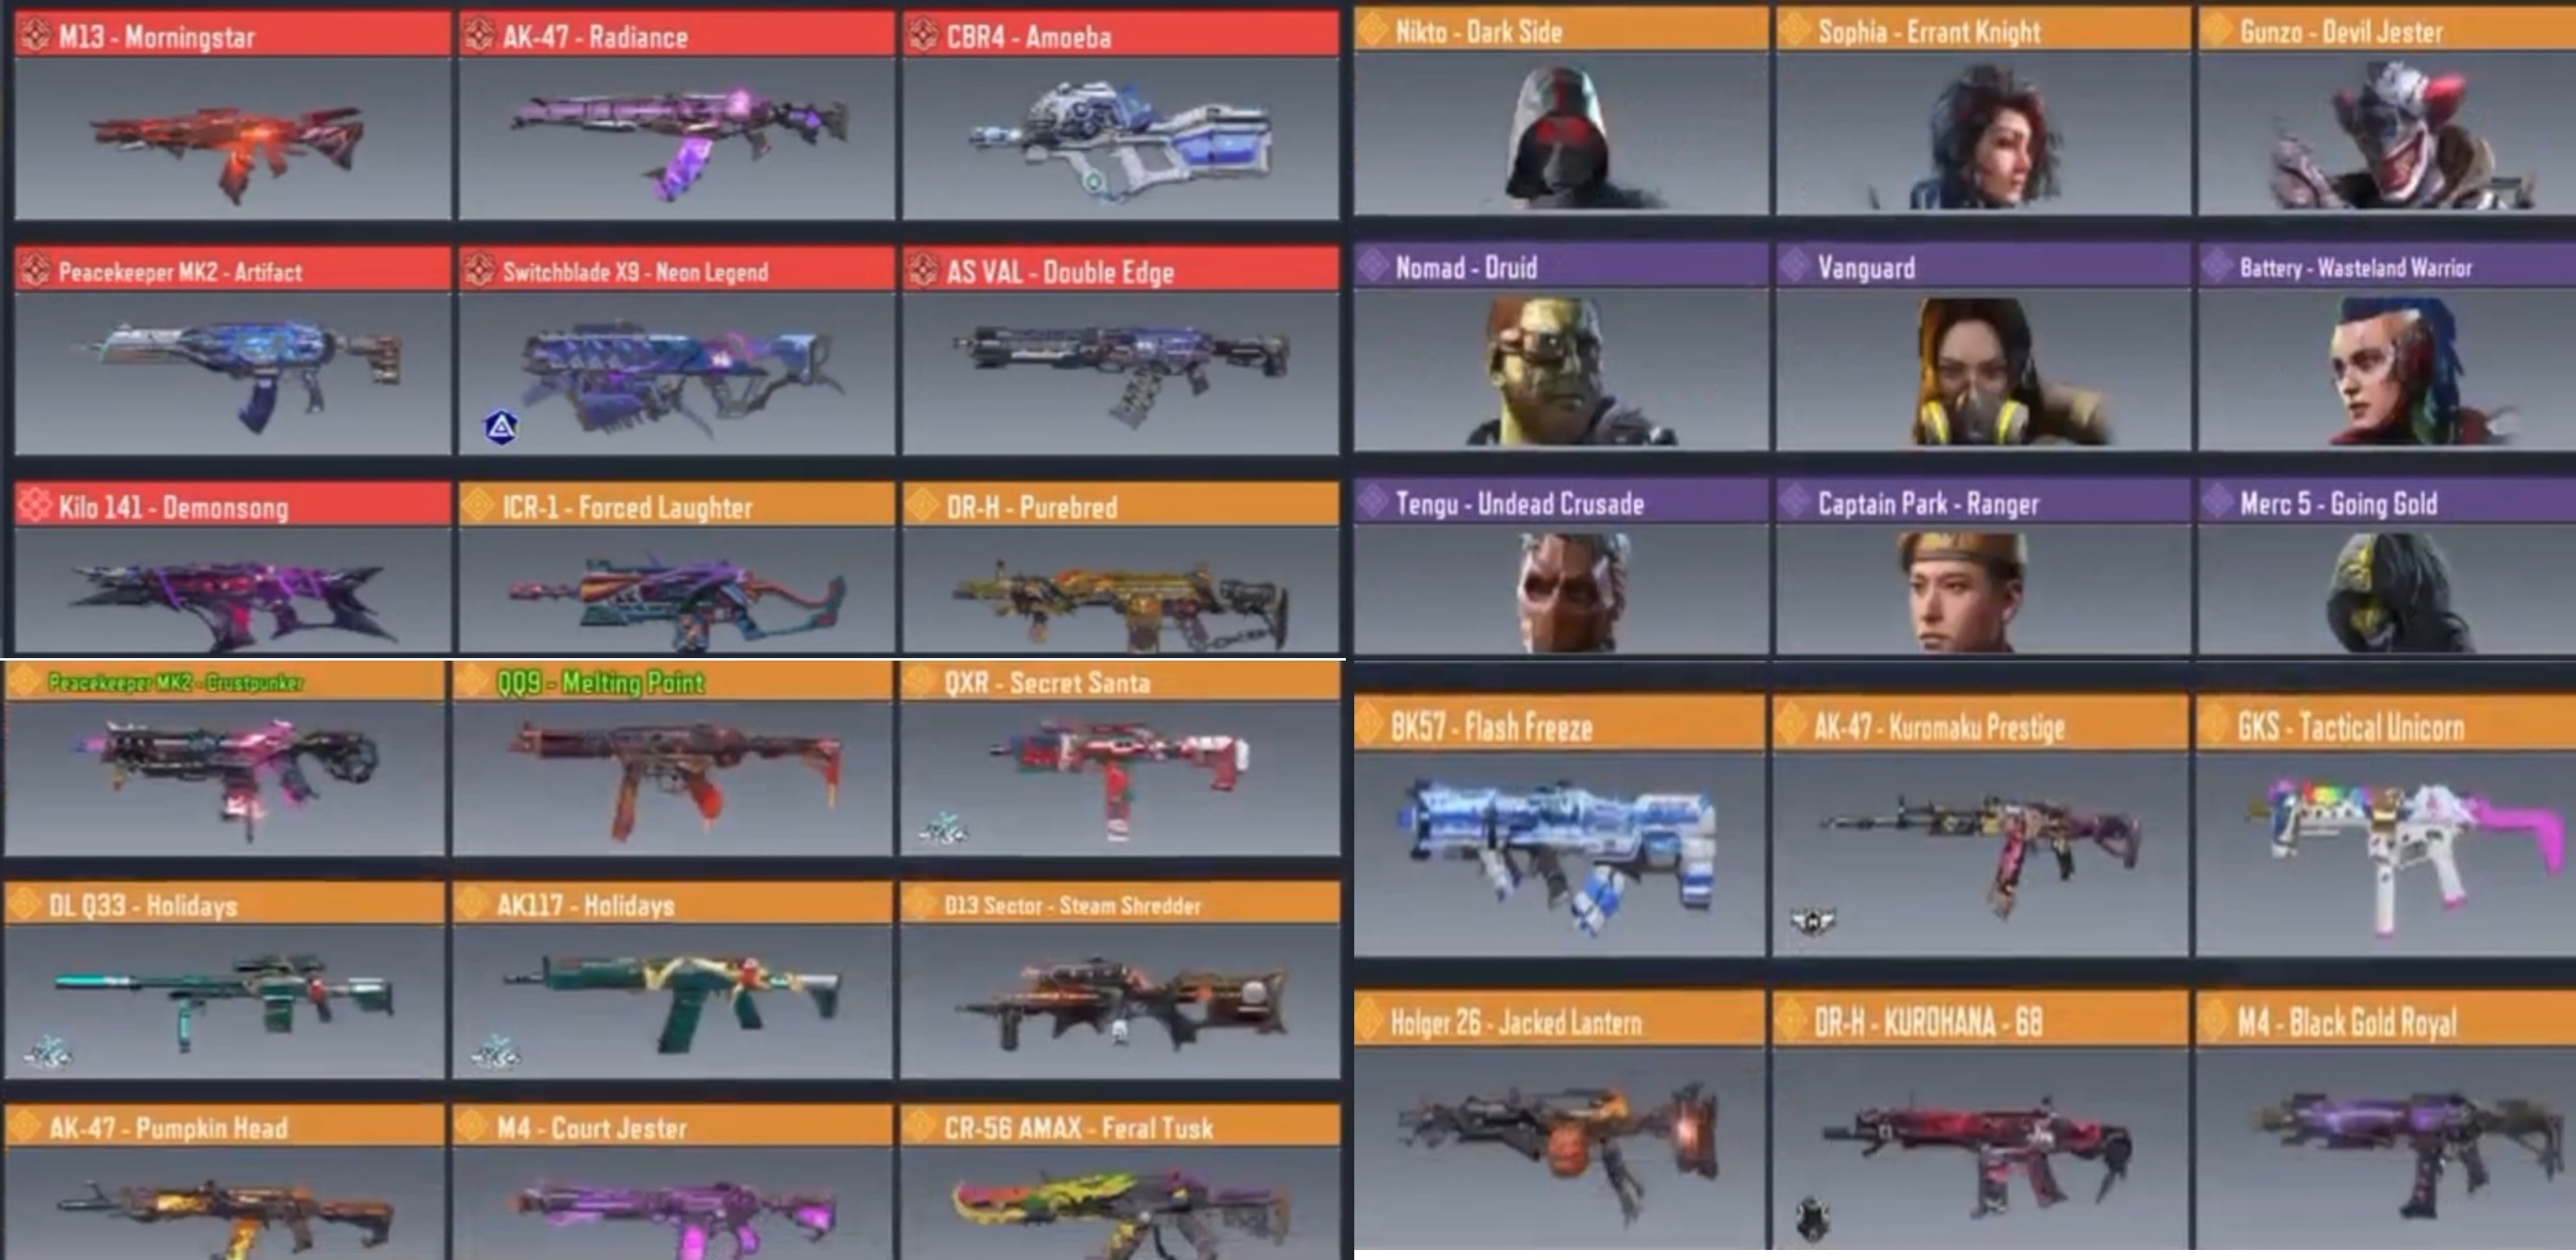 M13 - Morningstar
AK-47 - Radiance
CBR4 - Amoeba
Peacekeeper MK2 - Artifact
Switchblade X9 - Neon Legend
AS VAL - Double Edge
Kilo 141 - Demonsong
ICR-1 - Forced Laughter
DR-H - Purebred
Nikto - Dark Side
Sophia - Errant Knight
Gunzo - Devil Jester
Nomad - Druid
Vanguard
Battery - Wasteland Warrior
Tengu - Undead Crusade
Captain Park - Ranger
Merc 5 - Going Gold
Peacekeeper MK2 - Crustpunker
QQ9 - Melting Point
QXR - Secret Santa
DL Q33 - Holidays
AK117 - Holidays
D13 Sector - Steam Shredder
AK-47 - Pumpkin Head
M4 - Court Jester
CR-56 AMAX - Feral Tusk
BK57 - Flash Freeze
AK-47 - Kuromaku Prestige
GKS - Tactical Unicorn
Holger 26 - Jacked Lantern
DR-H - KUROHANA - 68
M4 - Black Gold Royal